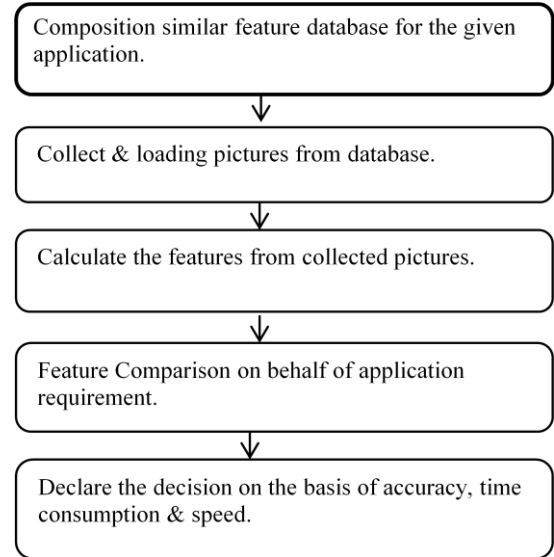 Composition similar feature database for the given
application.
Collect & loading pictures from database.
Calculate the features from collected pictures.
Feature Comparison on behalf of application
requirement.
Declare the decision on the basis of accuracy, time
consumption & speed.